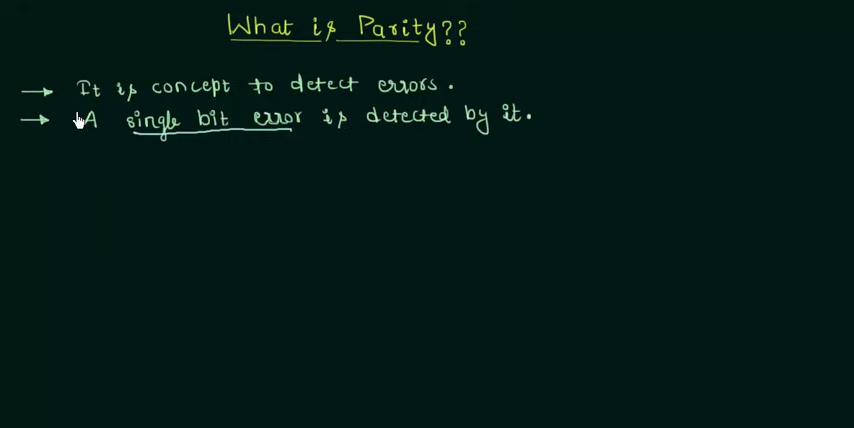 What is Parity??
→ It is concept to detect errors.
→ A single bit error is detected by it.